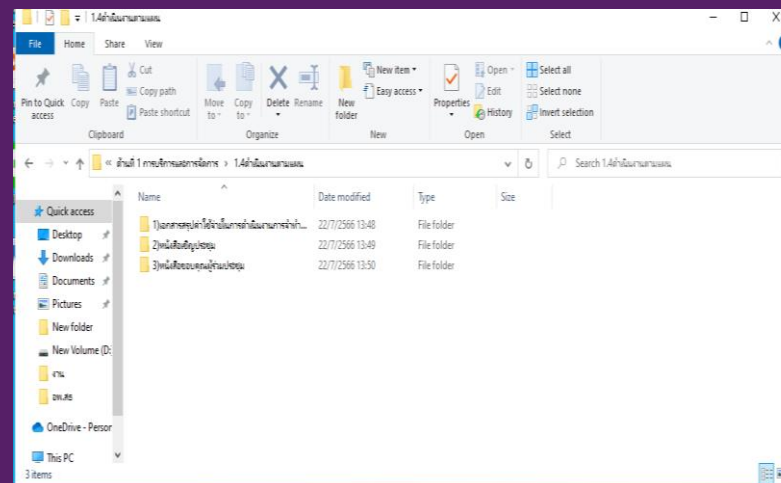 1.4ดำเนินงานตามแผน
File Home Share View
Pin to Quick access
Copy
Paste
Cut
Copy path
Paste shortcut
Clipboard
Move to
Copy to
Delete
Rename
Organize
New folder
New item
Easy access
New
Properties
Open
Edit
History
Open
Select all
Select none
Invert selection
Select
« ด้านที่ 1 การบริหารและการจัดการ > 1.4ดำเนินงานตามแผน
Search 1.4ดำเนินงานตามแผน
Name Date modified Type Size
1)เอกสารสรุปค่าใช้จ่ายในการดำเนินงานการจำทำ... 22/7/2566 13:48 File folder
2)หนังสือเชิญประชุม 22/7/2566 13:49 File folder
3)หนังสือขอบคุณผู้ร่วมประชุม 22/7/2566 13:50 File folder
Quick access
Desktop
Downloads
Documents
Pictures
New folder
New Volume (D:
งาน
อพ.สธ
OneDrive - Person
This PC
3 items